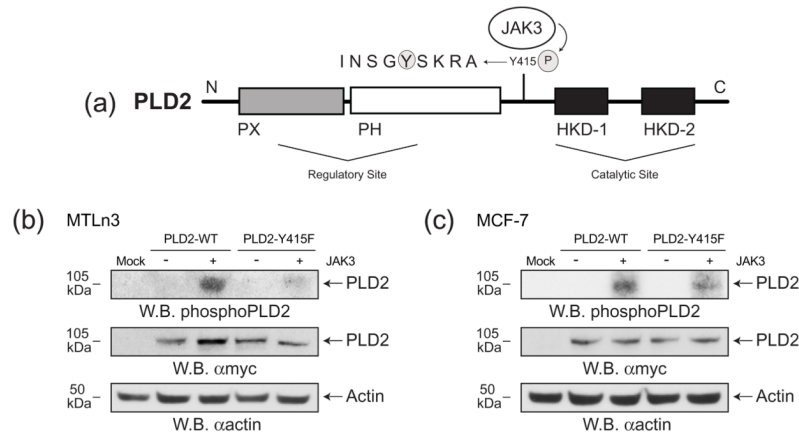 JAK3
I N S G Y S K R A ← Y415 P
(a) PLD2 N C
PX PH HKD-1 HKD-2
Regulatory Site Catalytic Site
(b) MTLn3
PLD2-WT PLD2-Y415F
Mock - + - + JAK3
105 kDa – ← PLD2
W.B. phosphoPLD2
105 kDa – ← PLD2
W.B. αmyc
50 kDa – ← Actin
W.B. αactin
(c) MCF-7
PLD2-WT PLD2-Y415F
Mock - + - + JAK3
105 kDa – ← PLD2
W.B. phosphoPLD2
105 kDa – ← PLD2
W.B. αmyc
50 kDa – ← Actin
W.B. αactin